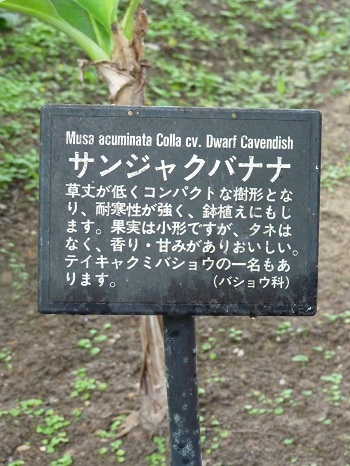 Musa acuminata Colla cv. Dwarf Cavendish
サンジャクバナナ
草丈が低くコンパクトな樹形とな
り、耐寒性が強く、鉢植えにもじ
ます。果実は小形ですが、タネは
なく、香り・甘みがありおいしい。
テイキャクミバショウの一名もあ
ります。 (バショウ科)